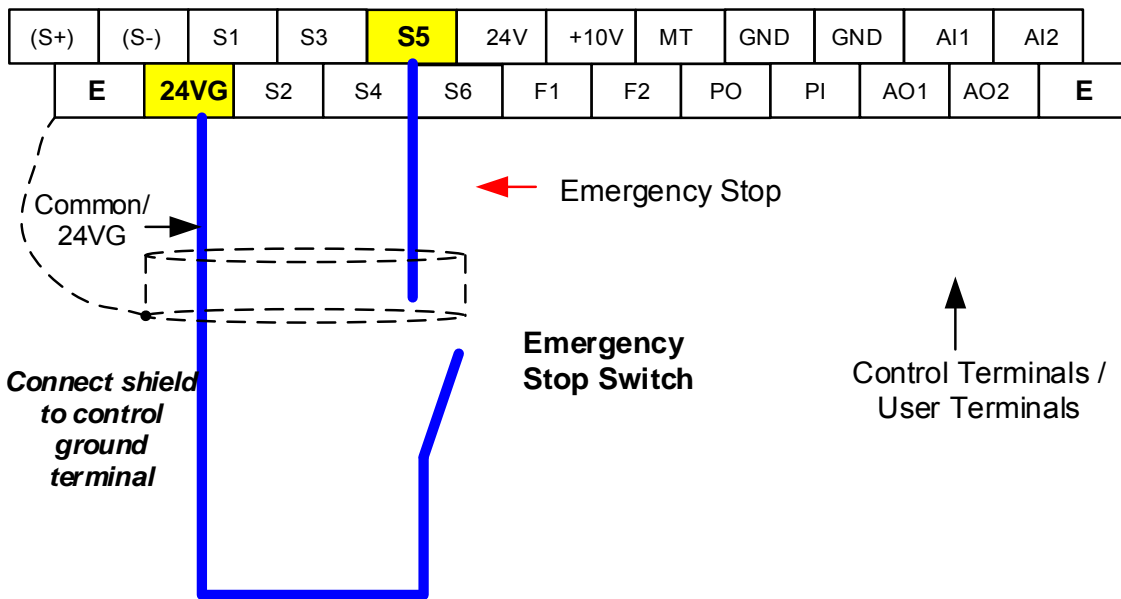 (S+) (S-) S1 S3 S5 24V +10V MT GND GND AI1 AI2
E 24VG S2 S4 S6 F1 F2 PO PI AO1 AO2 E
Common/
24VG
Emergency Stop
Connect shield
to control
ground
terminal
Emergency
Stop Switch
Control Terminals /
User Terminals